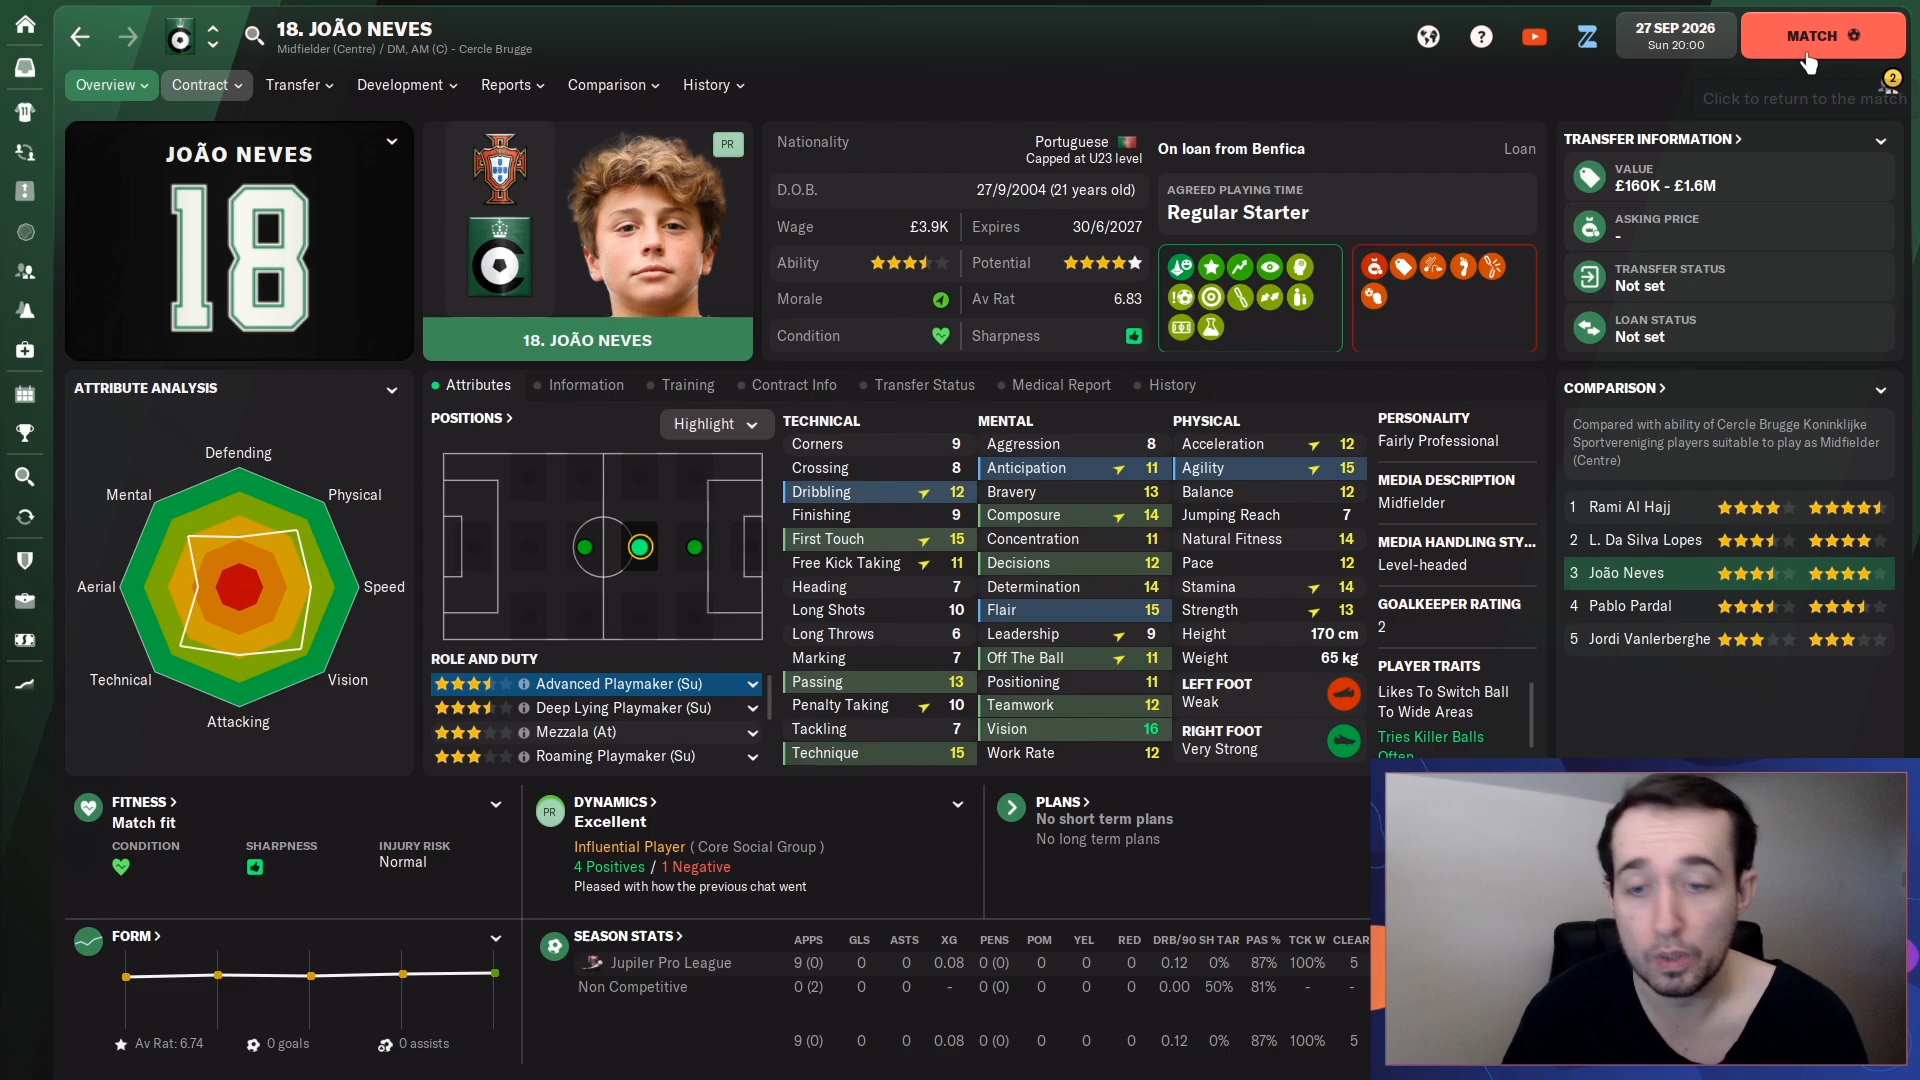 18. JOÃO NEVES
Midfielder (Centre) / DM, AM (C) - Cercle Brugge
27 SEP 2026
Sun 20:00
MATCH
Overview
Contract
Transfer
Development
Reports
Comparison
History
2
Click to return to the match
JOÃO NEVES
18
PR
18. JOÃO NEVES
Nationality
Portuguese
Capped at U23 level
D.O.B.
27/9/2004 (21 years old)
Wage £3.9K Expires 30/6/2027
Ability Potential
Morale Av Rat 6.83
Condition Sharpness
On loan from Benfica Loan
AGREED PLAYING TIME
Regular Starter
TRANSFER INFORMATION >
VALUE
£160K - £1.6M
ASKING PRICE
-
TRANSFER STATUS
Not set
LOAN STATUS
Not set
ATTRIBUTE ANALYSIS
Defending
Mental Physical
Aerial Speed
Technical Vision
Attacking
Attributes
Information
Training
Contract Info
Transfer Status
Medical Report
History
POSITIONS >
Highlight
ROLE AND DUTY
Advanced Playmaker (Su)
Deep Lying Playmaker (Su)
Mezzala (At)
Roaming Playmaker (Su)
TECHNICAL
Corners 9
Crossing 8
Dribbling 12
Finishing 9
First Touch 15
Free Kick Taking 11
Heading 7
Long Shots 10
Long Throws 6
Marking 7
Passing 13
Penalty Taking 10
Tackling 7
Technique 15
MENTAL
Aggression 8
Anticipation 11
Bravery 13
Composure 14
Concentration 11
Decisions 12
Determination 14
Flair 15
Leadership 9
Off The Ball 11
Positioning 11
Teamwork 12
Vision 16
Work Rate 12
PHYSICAL
Acceleration 12
Agility 15
Balance 12
Jumping Reach 7
Natural Fitness 14
Pace 12
Stamina 14
Strength 13
Height 170 cm
Weight 65 kg
LEFT FOOT
Weak
RIGHT FOOT
Very Strong
PERSONALITY
Fairly Professional
MEDIA DESCRIPTION
Midfielder
MEDIA HANDLING STY...
Level-headed
GOALKEEPER RATING
2
PLAYER TRAITS
Likes To Switch Ball
To Wide Areas
Tries Killer Balls
Often
COMPARISON >
Compared with ability of Cercle Brugge Koninklijke
Sportvereniging players suitable to play as Midfielder
(Centre)
1 Rami Al Hajj
2 L. Da Silva Lopes
3 João Neves
4 Pablo Pardal
5 Jordi Vanlerberghe
FITNESS >
Match fit
CONDITION SHARPNESS INJURY RISK
Normal
PR
DYNAMICS >
Excellent
Influential Player ( Core Social Group )
4 Positives / 1 Negative
Pleased with how the previous chat went
PLANS >
No short term plans
No long term plans
FORM >
Av Rat: 6.74 0 goals 0 assists
SEASON STATS >
APPS GLS ASTS XG PENS POM YEL RED DRB/90 SH TAR PAS % TCK W CLEAR
Jupiler Pro League 9 (0) 0 0 0.08 0 (0) 0 0 0 0.12 0% 87% 100% 5
Non Competitive 0 (2) 0 0 - 0 (0) 0 0 0 0.00 50% 81% - -
9 (0) 0 0 0.08 0 (0) 0 0 0 0.12 0% 87% 100% 5